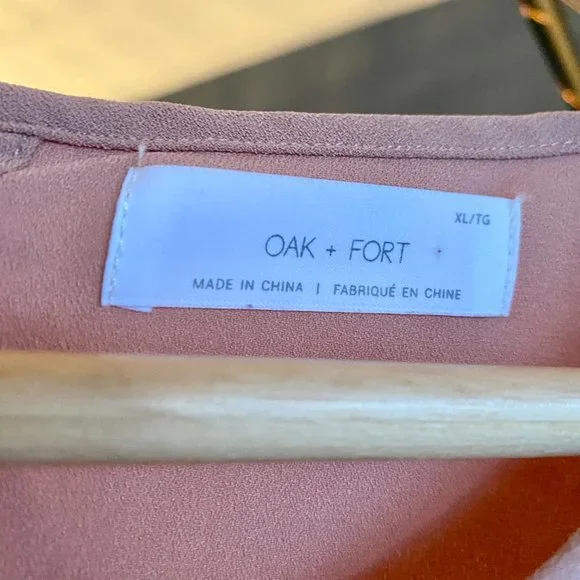 XL/TG
OAK + FORT
MADE IN CHINA | FABRIQUÉ EN CHINE